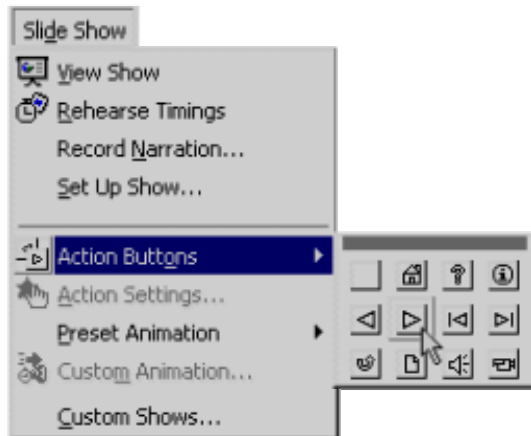 Slide Show
View Show
Rehearse Timings
Record Narration...
Set Up Show...
Action Buttons
Action Settings...
Preset Animation
Custom Animation...
Custom Shows...